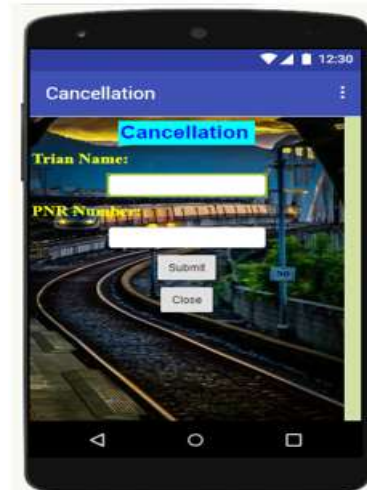 12:30
Cancellation
Cancellation
Trian Name:
PNR Number:
Submit
Close